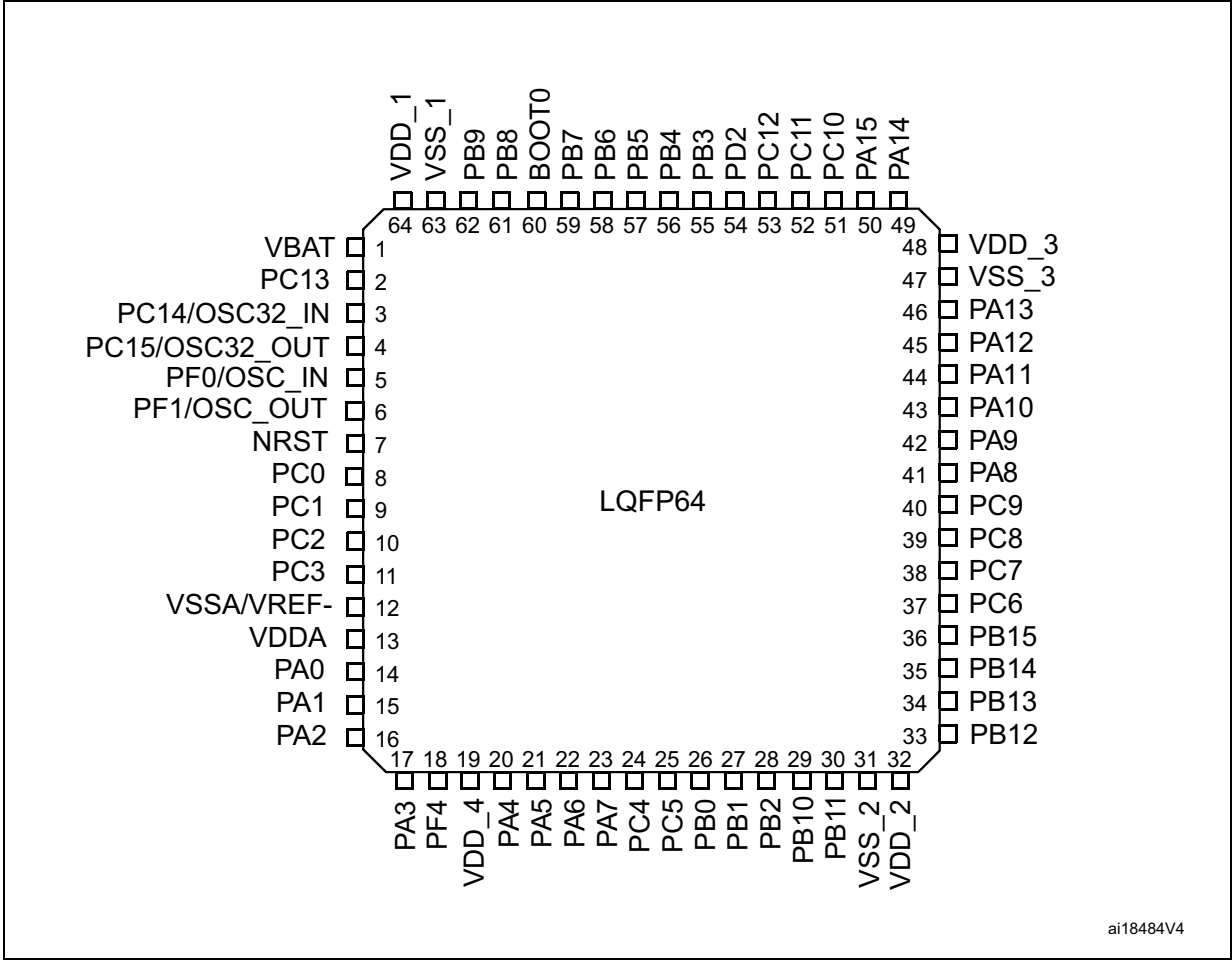 VDD_1
VSS_1
PB9
PB8
BOOT0
PB7
PB6
PB5
PB4
PB3
PD2
PC12
PC11
PC10
PA15
PA14
64 63 62 61 60 59 58 57 56 55 54 53 52 51 50 49
VBAT 1
PC13 2
PC14/OSC32_IN 3
PC15/OSC32_OUT 4
PF0/OSC_IN 5
PF1/OSC_OUT 6
NRST 7
PC0 8
PC1 9
PC2 10
PC3 11
VSSA/VREF- 12
VDDA 13
PA0 14
PA1 15
PA2 16
LQFP64
48 VDD_3
47 VSS_3
46 PA13
45 PA12
44 PA11
43 PA10
42 PA9
41 PA8
40 PC9
39 PC8
38 PC7
37 PC6
36 PB15
35 PB14
34 PB13
33 PB12
17 18 19 20 21 22 23 24 25 26 27 28 29 30 31 32
PA3
PF4
VDD_4
PA4
PA5
PA6
PA7
PC4
PC5
PB0
PB1
PB2
PB10
PB11
VSS_2
VDD_2
ai18484V4